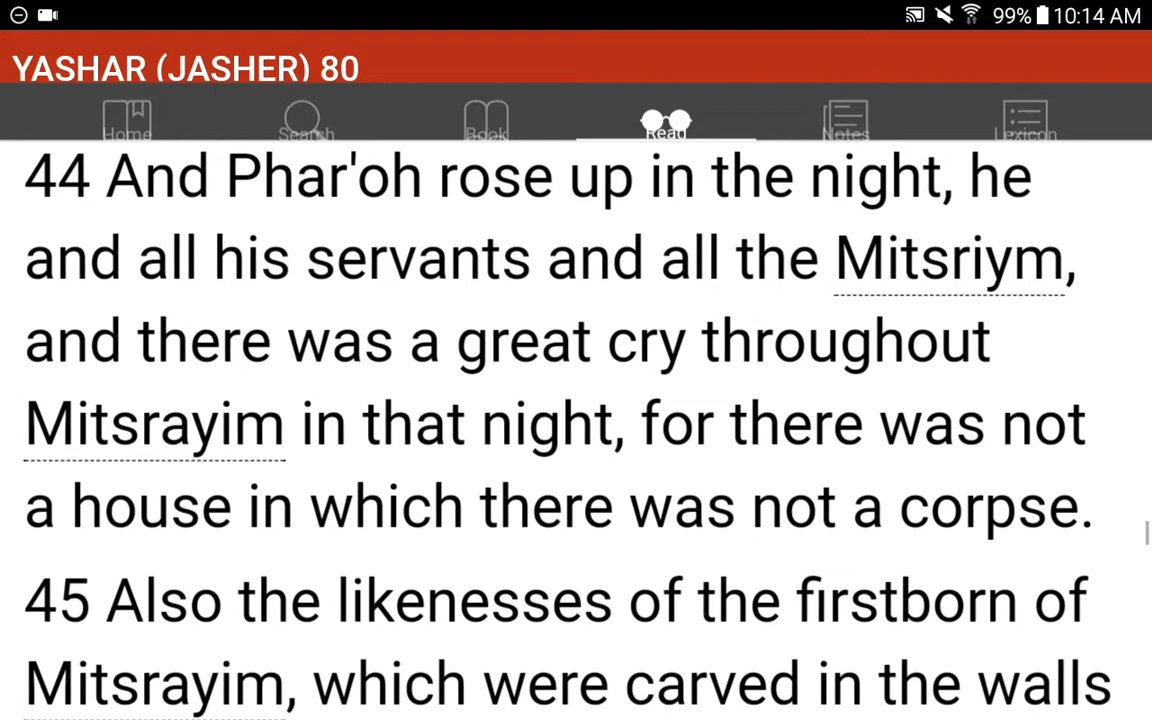 99% 10:14 AM
YASHAR (JASHER) 80
Home Search Book Read Notes Lexicon
44 And Phar'oh rose up in the night, he
and all his servants and all the Mitsriym,
and there was a great cry throughout
Mitsrayim in that night, for there was not
a house in which there was not a corpse.
45 Also the likenesses of the firstborn of
Mitsrayim, which were carved in the walls